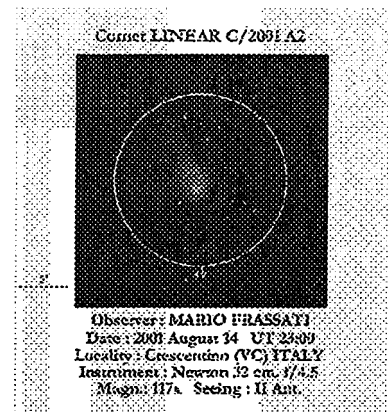 Comet LINEAR C/2001 A2
N
Observer : MARIO FRASSATI
Date : 2001 August 14 UT 23:00
Locality : Crescentino (VC) ITALY
Instrument : Newton 32 cm. f/4.5
Magn.: 117x Seeing : II Ant.